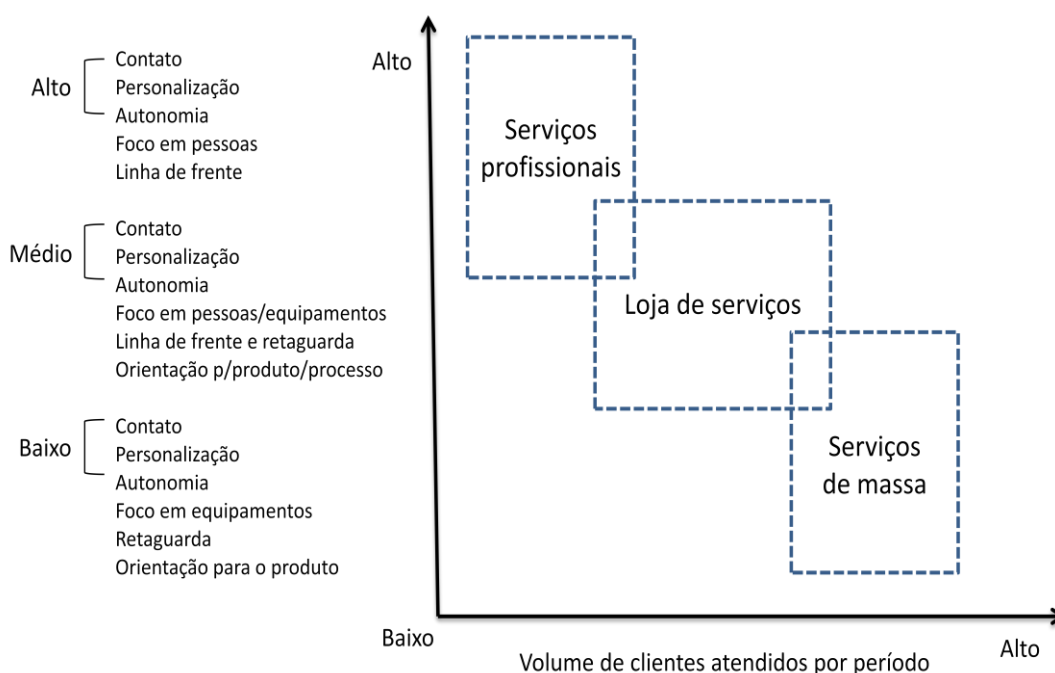 Alto
Contato
Personalização
Autonomia
Foco em pessoas
Linha de frente
Médio
Contato
Personalização
Autonomia
Foco em pessoas/equipamentos
Linha de frente e retaguarda
Orientação p/produto/processo
Baixo
Contato
Personalização
Autonomia
Foco em equipamentos
Retaguarda
Orientação para o produto
Alto
Serviços
profissionais
Loja de serviços
Serviços
de massa
Baixo
Volume de clientes atendidos por período
Alto